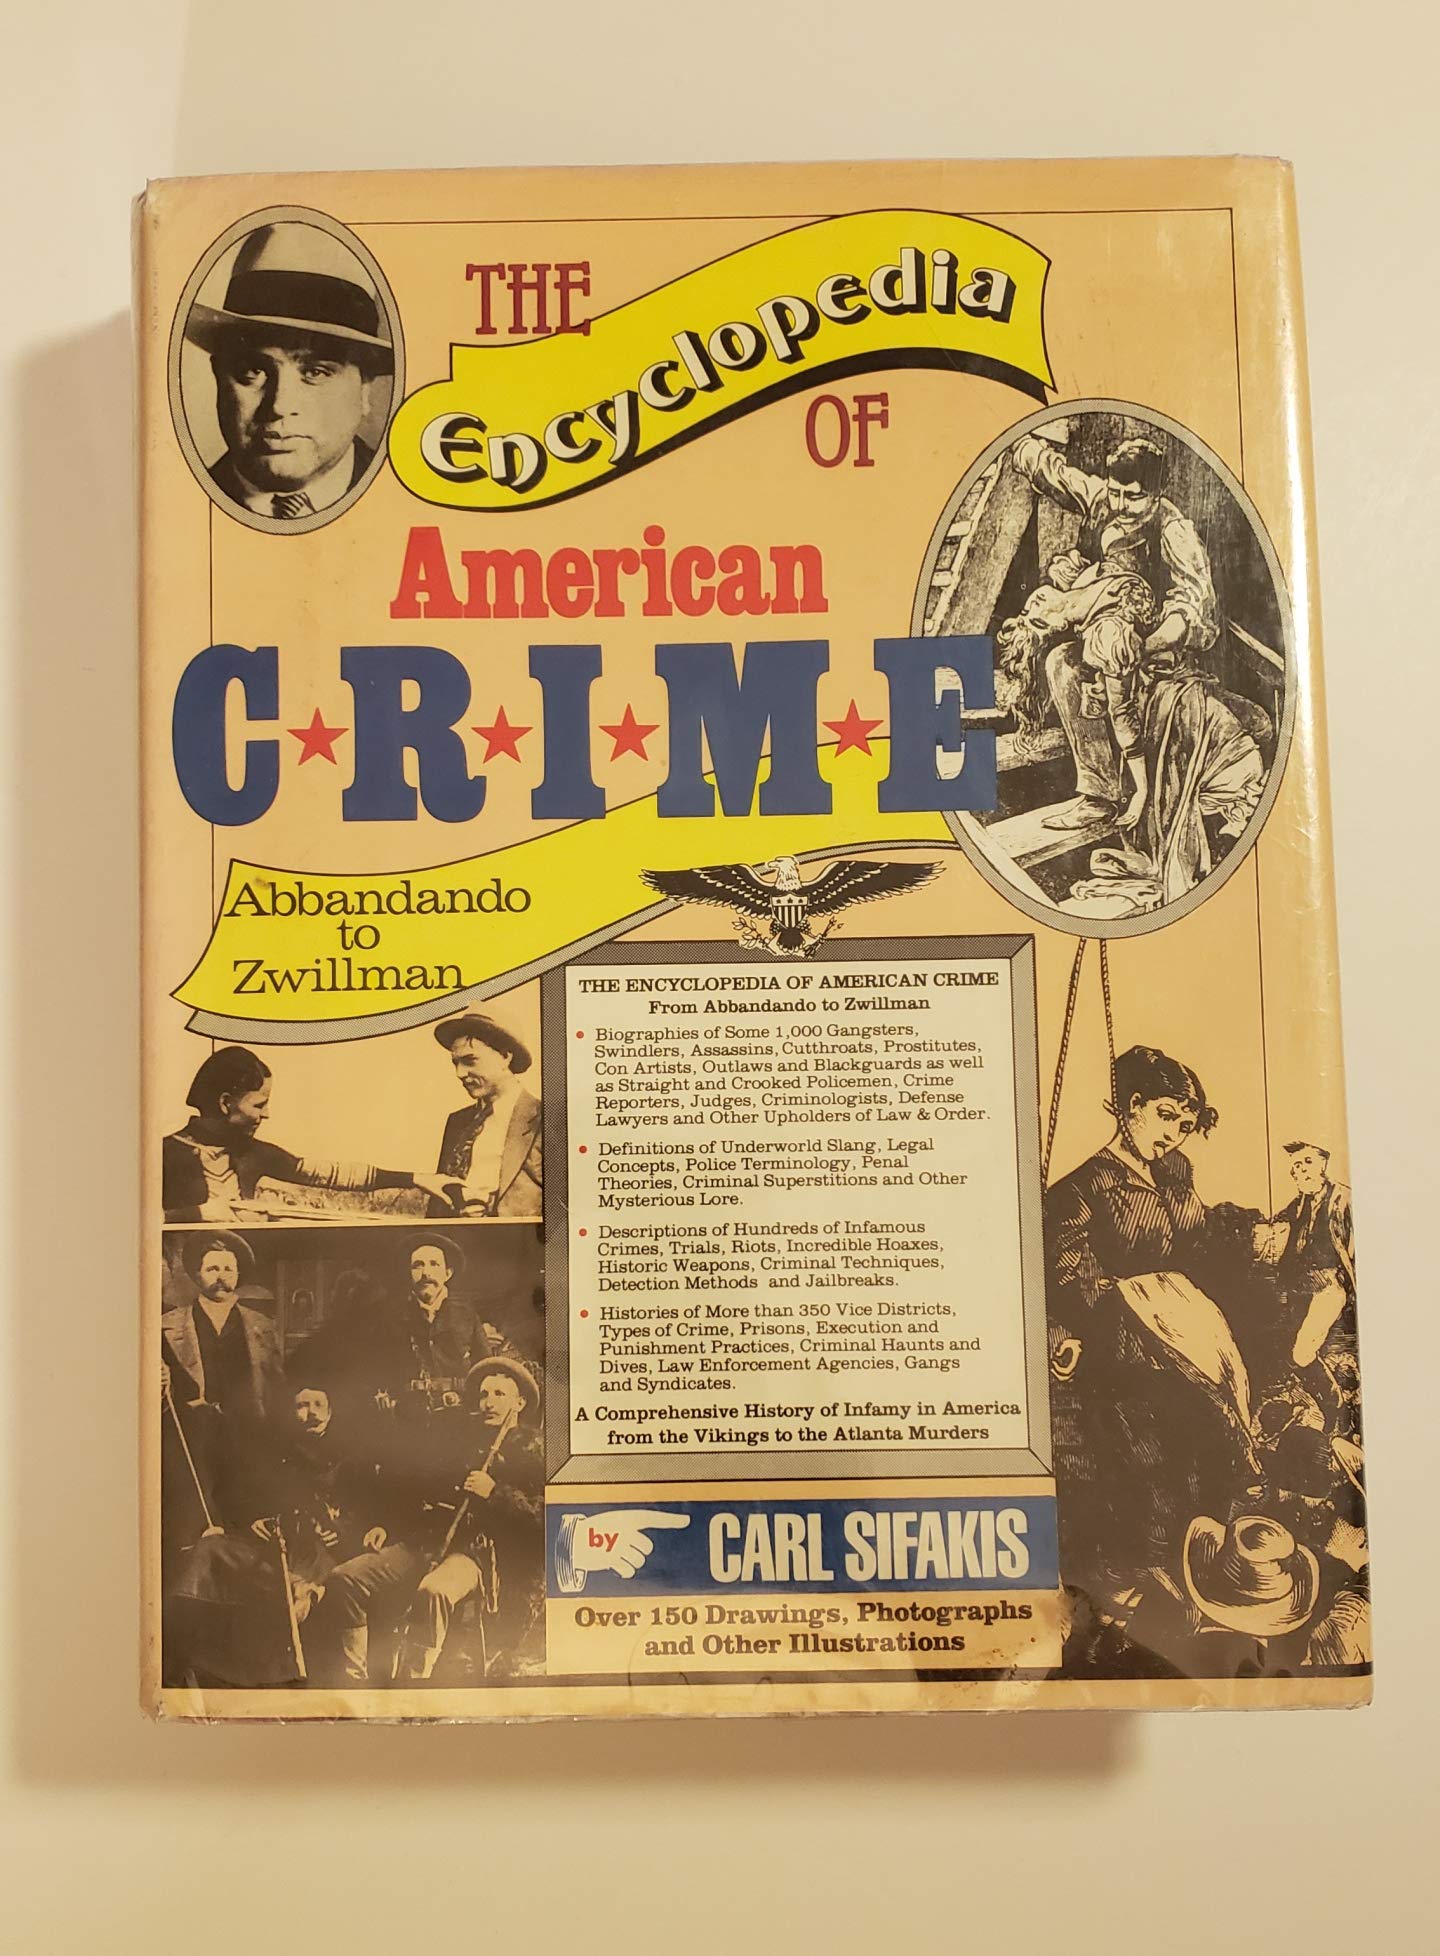 THE
Encyclopedia
OF
American
C★R★I★M★E
Abbandando
to
Zwillman
THE ENCYCLOPEDIA OF AMERICAN CRIME
From Abbandando to Zwillman
• Biographies of Some 1,000 Gangsters,
Swindlers, Assassins, Cutthroats, Prostitutes,
Con Artists, Outlaws and Blackguards as well
as Straight and Crooked Policemen, Crime
Reporters, Judges, Criminologists, Defense
Lawyers and Other Upholders of Law & Order.
• Definitions of Underworld Slang, Legal
Concepts, Police Terminology, Penal
Theories, Criminal Superstitions and Other
Mysterious Lore.
• Descriptions of Hundreds of Infamous
Crimes, Trials, Riots, Incredible Hoaxes,
Historic Weapons, Criminal Techniques,
Detection Methods and Jailbreaks.
• Histories of More than 350 Vice Districts,
Types of Crime, Prisons, Execution and
Punishment Practices, Criminal Haunts and
Dives, Law Enforcement Agencies, Gangs
and Syndicates.
A Comprehensive History of Infamy in America
from the Vikings to the Atlanta Murders
by CARL SIFAKIS
Over 150 Drawings, Photographs
and Other Illustrations